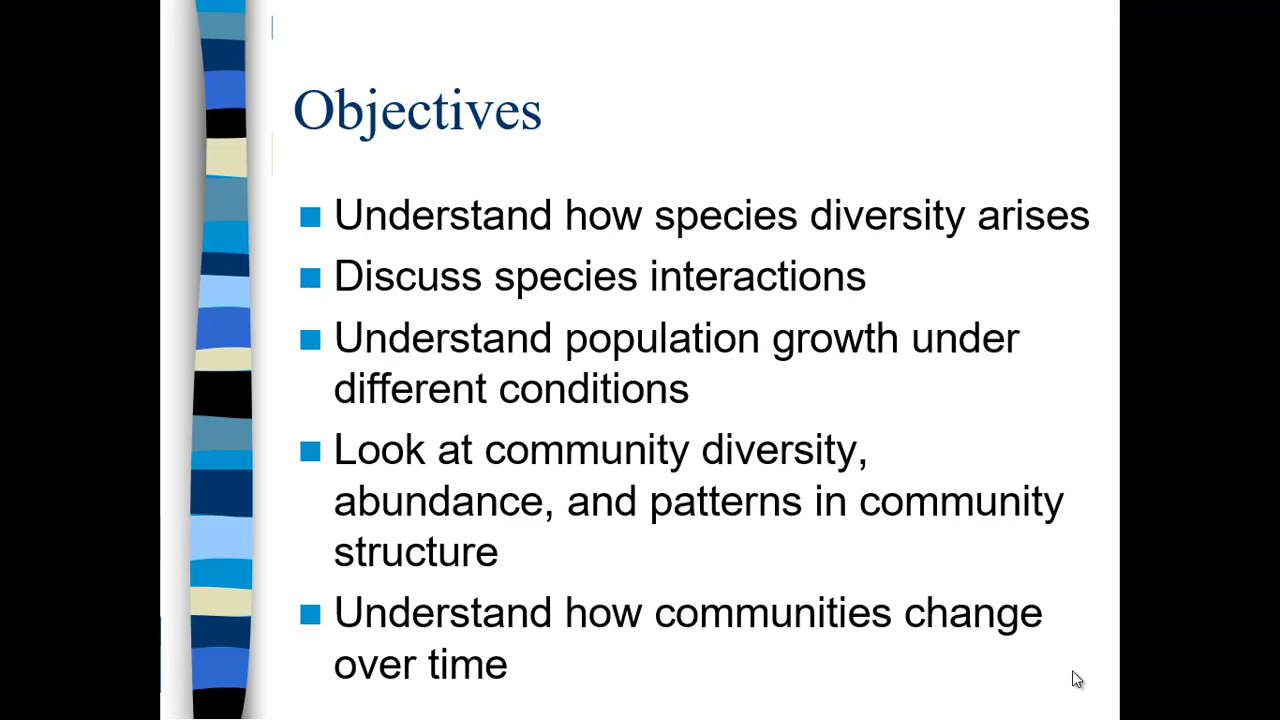 Objectives
Understand how species diversity arises
Discuss species interactions
Understand population growth under
different conditions
Look at community diversity,
abundance, and patterns in community
structure
Understand how communities change
over time